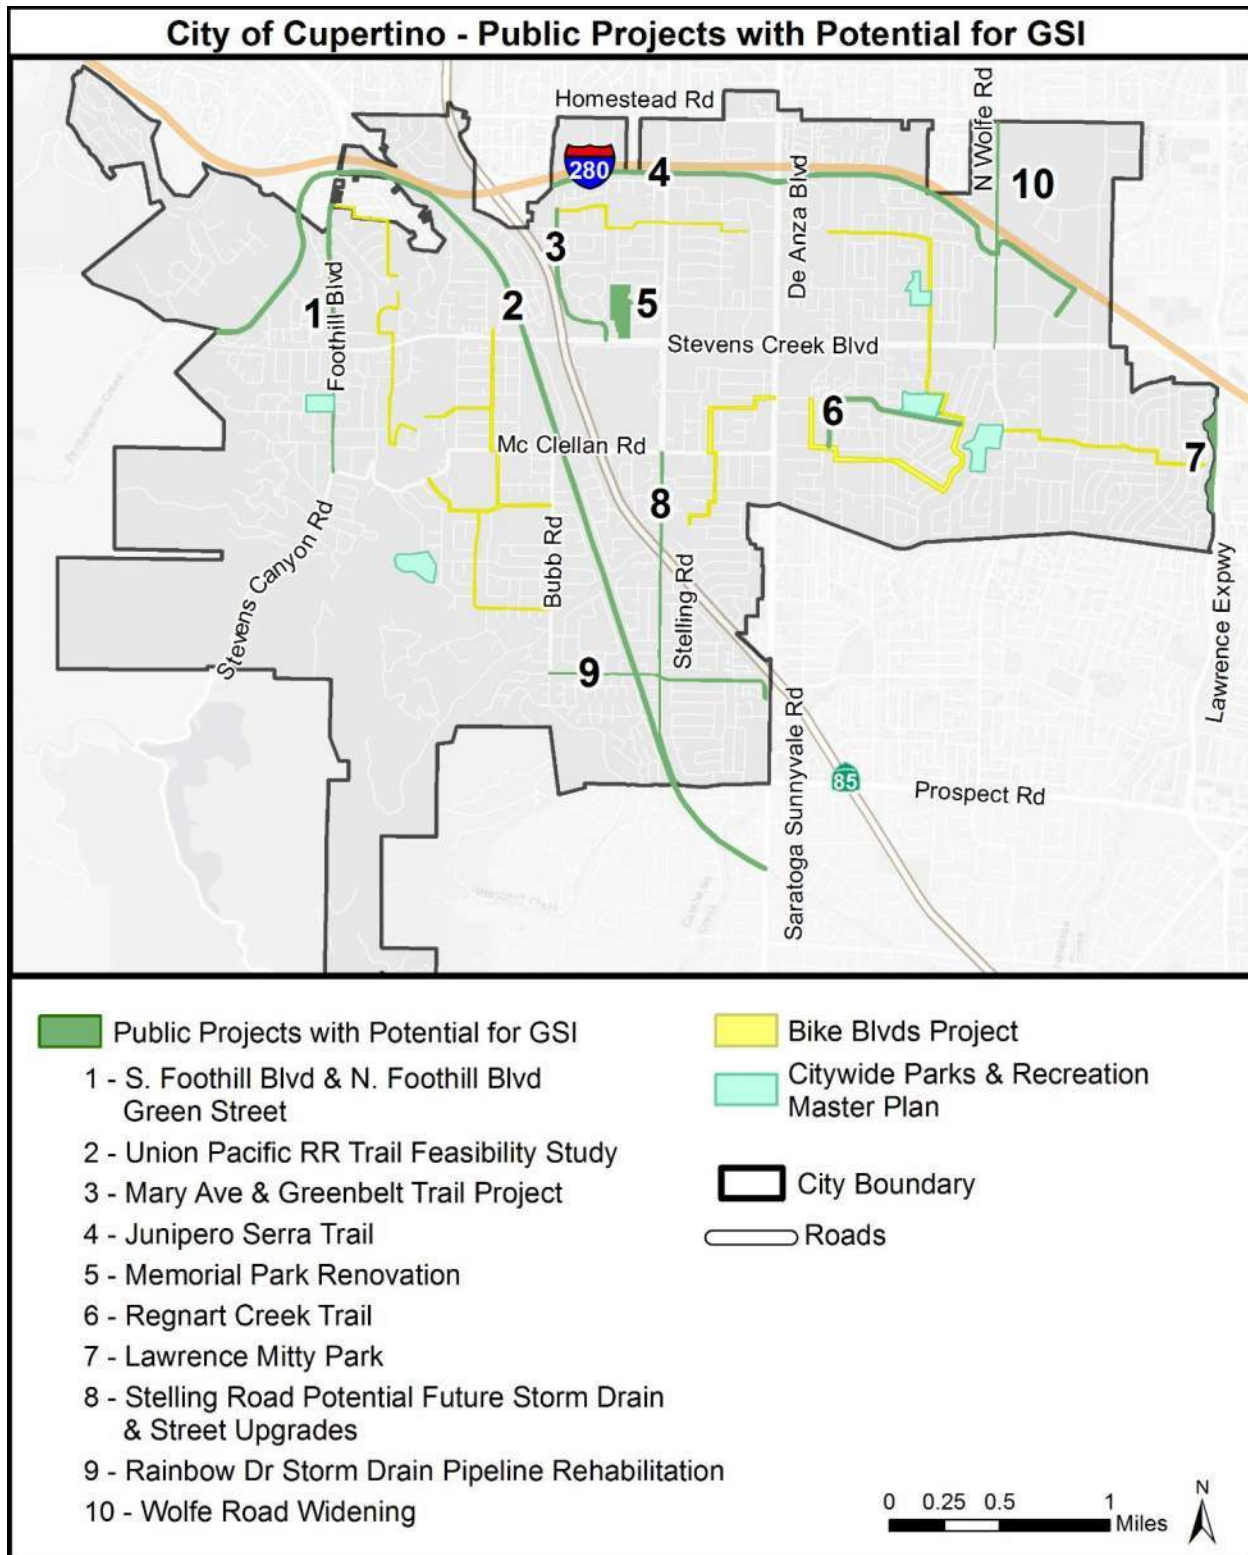 City of Cupertino - Public Projects with Potential for GSI
Homestead Rd
N Wolfe Rd
280
4
10
De Anza Blvd
3
1
Foothill Blvd
2
5
Stevens Creek Blvd
6
Mc Clellan Rd
7
8
Stevens Canyon Rd
Bubb Rd
Stelling Rd
Lawrence Expwy
9
Saratoga Sunnyvale Rd
85
Prospect Rd
Public Projects with Potential for GSI
1 - S. Foothill Blvd & N. Foothill Blvd
Green Street
2 - Union Pacific RR Trail Feasibility Study
3 - Mary Ave & Greenbelt Trail Project
4 - Junipero Serra Trail
5 - Memorial Park Renovation
6 - Regnart Creek Trail
7 - Lawrence Mitty Park
8 - Stelling Road Potential Future Storm Drain
& Street Upgrades
9 - Rainbow Dr Storm Drain Pipeline Rehabilitation
10 - Wolfe Road Widening
Bike Blvds Project
Citywide Parks & Recreation
Master Plan
City Boundary
Roads
0 0.25 0.5 1
Miles
N